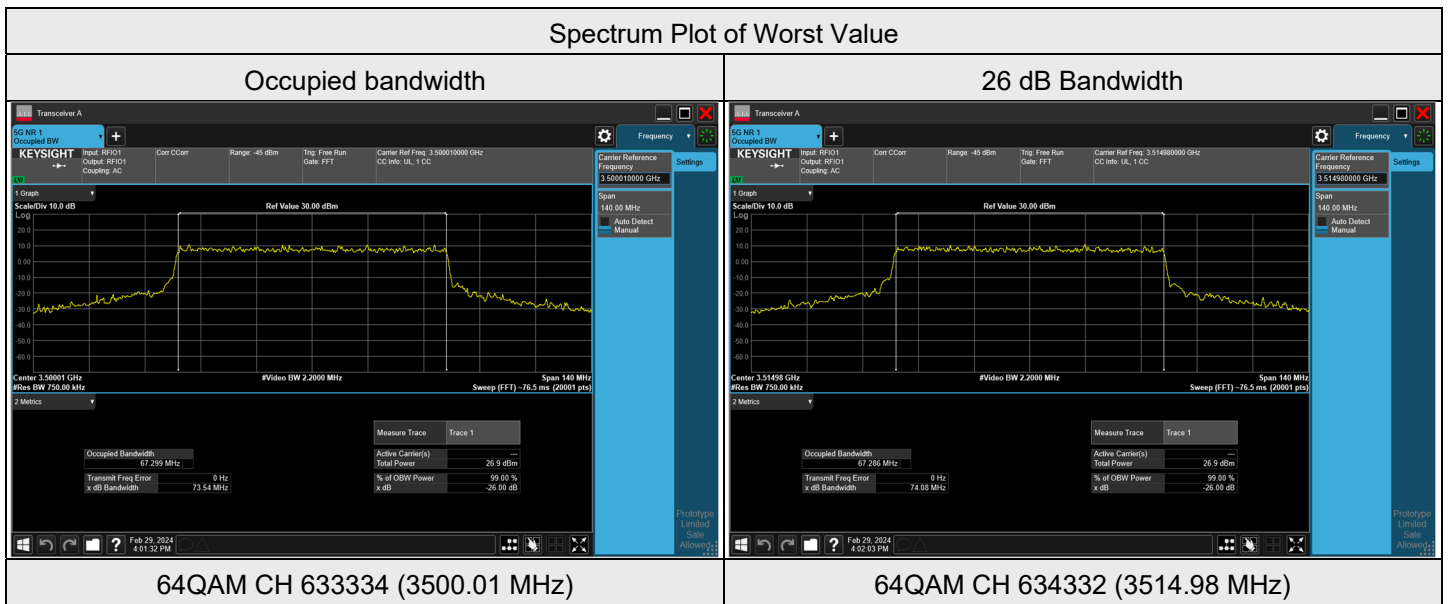 Spectrum Plot of Worst Value
Occupied bandwidth
26 dB Bandwidth
Transceiver A
5G NR 1
Occupied BW
+
Frequency
KEYSIGHT
Input: RFIO1
Output: RFIO1
Coupling: AC
Corr CCorr
Range: -45 dBm
Trig: Free Run
Gate: FFT
Carrier Ref Freq: 3.500010000 GHz
CC Info: UL, 1 CC
LXI
Carrier Reference
Frequency
3.500010000 GHz
Settings
Span
140.00 MHz
Auto Detect
Manual
1 Graph
Scale/Div 10.0 dB
Ref Value 30.00 dBm
Log
20.0
10.0
0.00
-10.0
-20.0
-30.0
-40.0
-50.0
-60.0
Center 3.50001 GHz
#Video BW 2.2000 MHz
Span 140 MHz
#Res BW 750.00 kHz
Sweep (FFT) ~76.5 ms (20001 pts)
2 Metrics
Measure Trace Trace 1
Occupied Bandwidth
67.299 MHz
Active Carrier(s) ---
Total Power 26.9 dBm
Transmit Freq Error 0 Hz
x dB Bandwidth 73.54 MHz
% of OBW Power 99.00 %
x dB -26.00 dB
Prototype
Limited
Sale
Allowed
?
Feb 29, 2024
4:01:32 PM
Transceiver A
5G NR 1
Occupied BW
+
Frequency
KEYSIGHT
Input: RFIO1
Output: RFIO1
Coupling: AC
Corr CCorr
Range: -45 dBm
Trig: Free Run
Gate: FFT
Carrier Ref Freq: 3.514980000 GHz
CC Info: UL, 1 CC
LXI
Carrier Reference
Frequency
3.514980000 GHz
Settings
Span
140.00 MHz
Auto Detect
Manual
1 Graph
Scale/Div 10.0 dB
Ref Value 30.00 dBm
Log
20.0
10.0
0.00
-10.0
-20.0
-30.0
-40.0
-50.0
-60.0
Center 3.51498 GHz
#Video BW 2.2000 MHz
Span 140 MHz
#Res BW 750.00 kHz
Sweep (FFT) ~76.5 ms (20001 pts)
2 Metrics
Measure Trace Trace 1
Occupied Bandwidth
67.286 MHz
Active Carrier(s) ---
Total Power 26.9 dBm
Transmit Freq Error 0 Hz
x dB Bandwidth 74.08 MHz
% of OBW Power 99.00 %
x dB -26.00 dB
Prototype
Limited
Sale
Allowed
?
Feb 29, 2024
4:02:03 PM
64QAM CH 633334 (3500.01 MHz)
64QAM CH 634332 (3514.98 MHz)